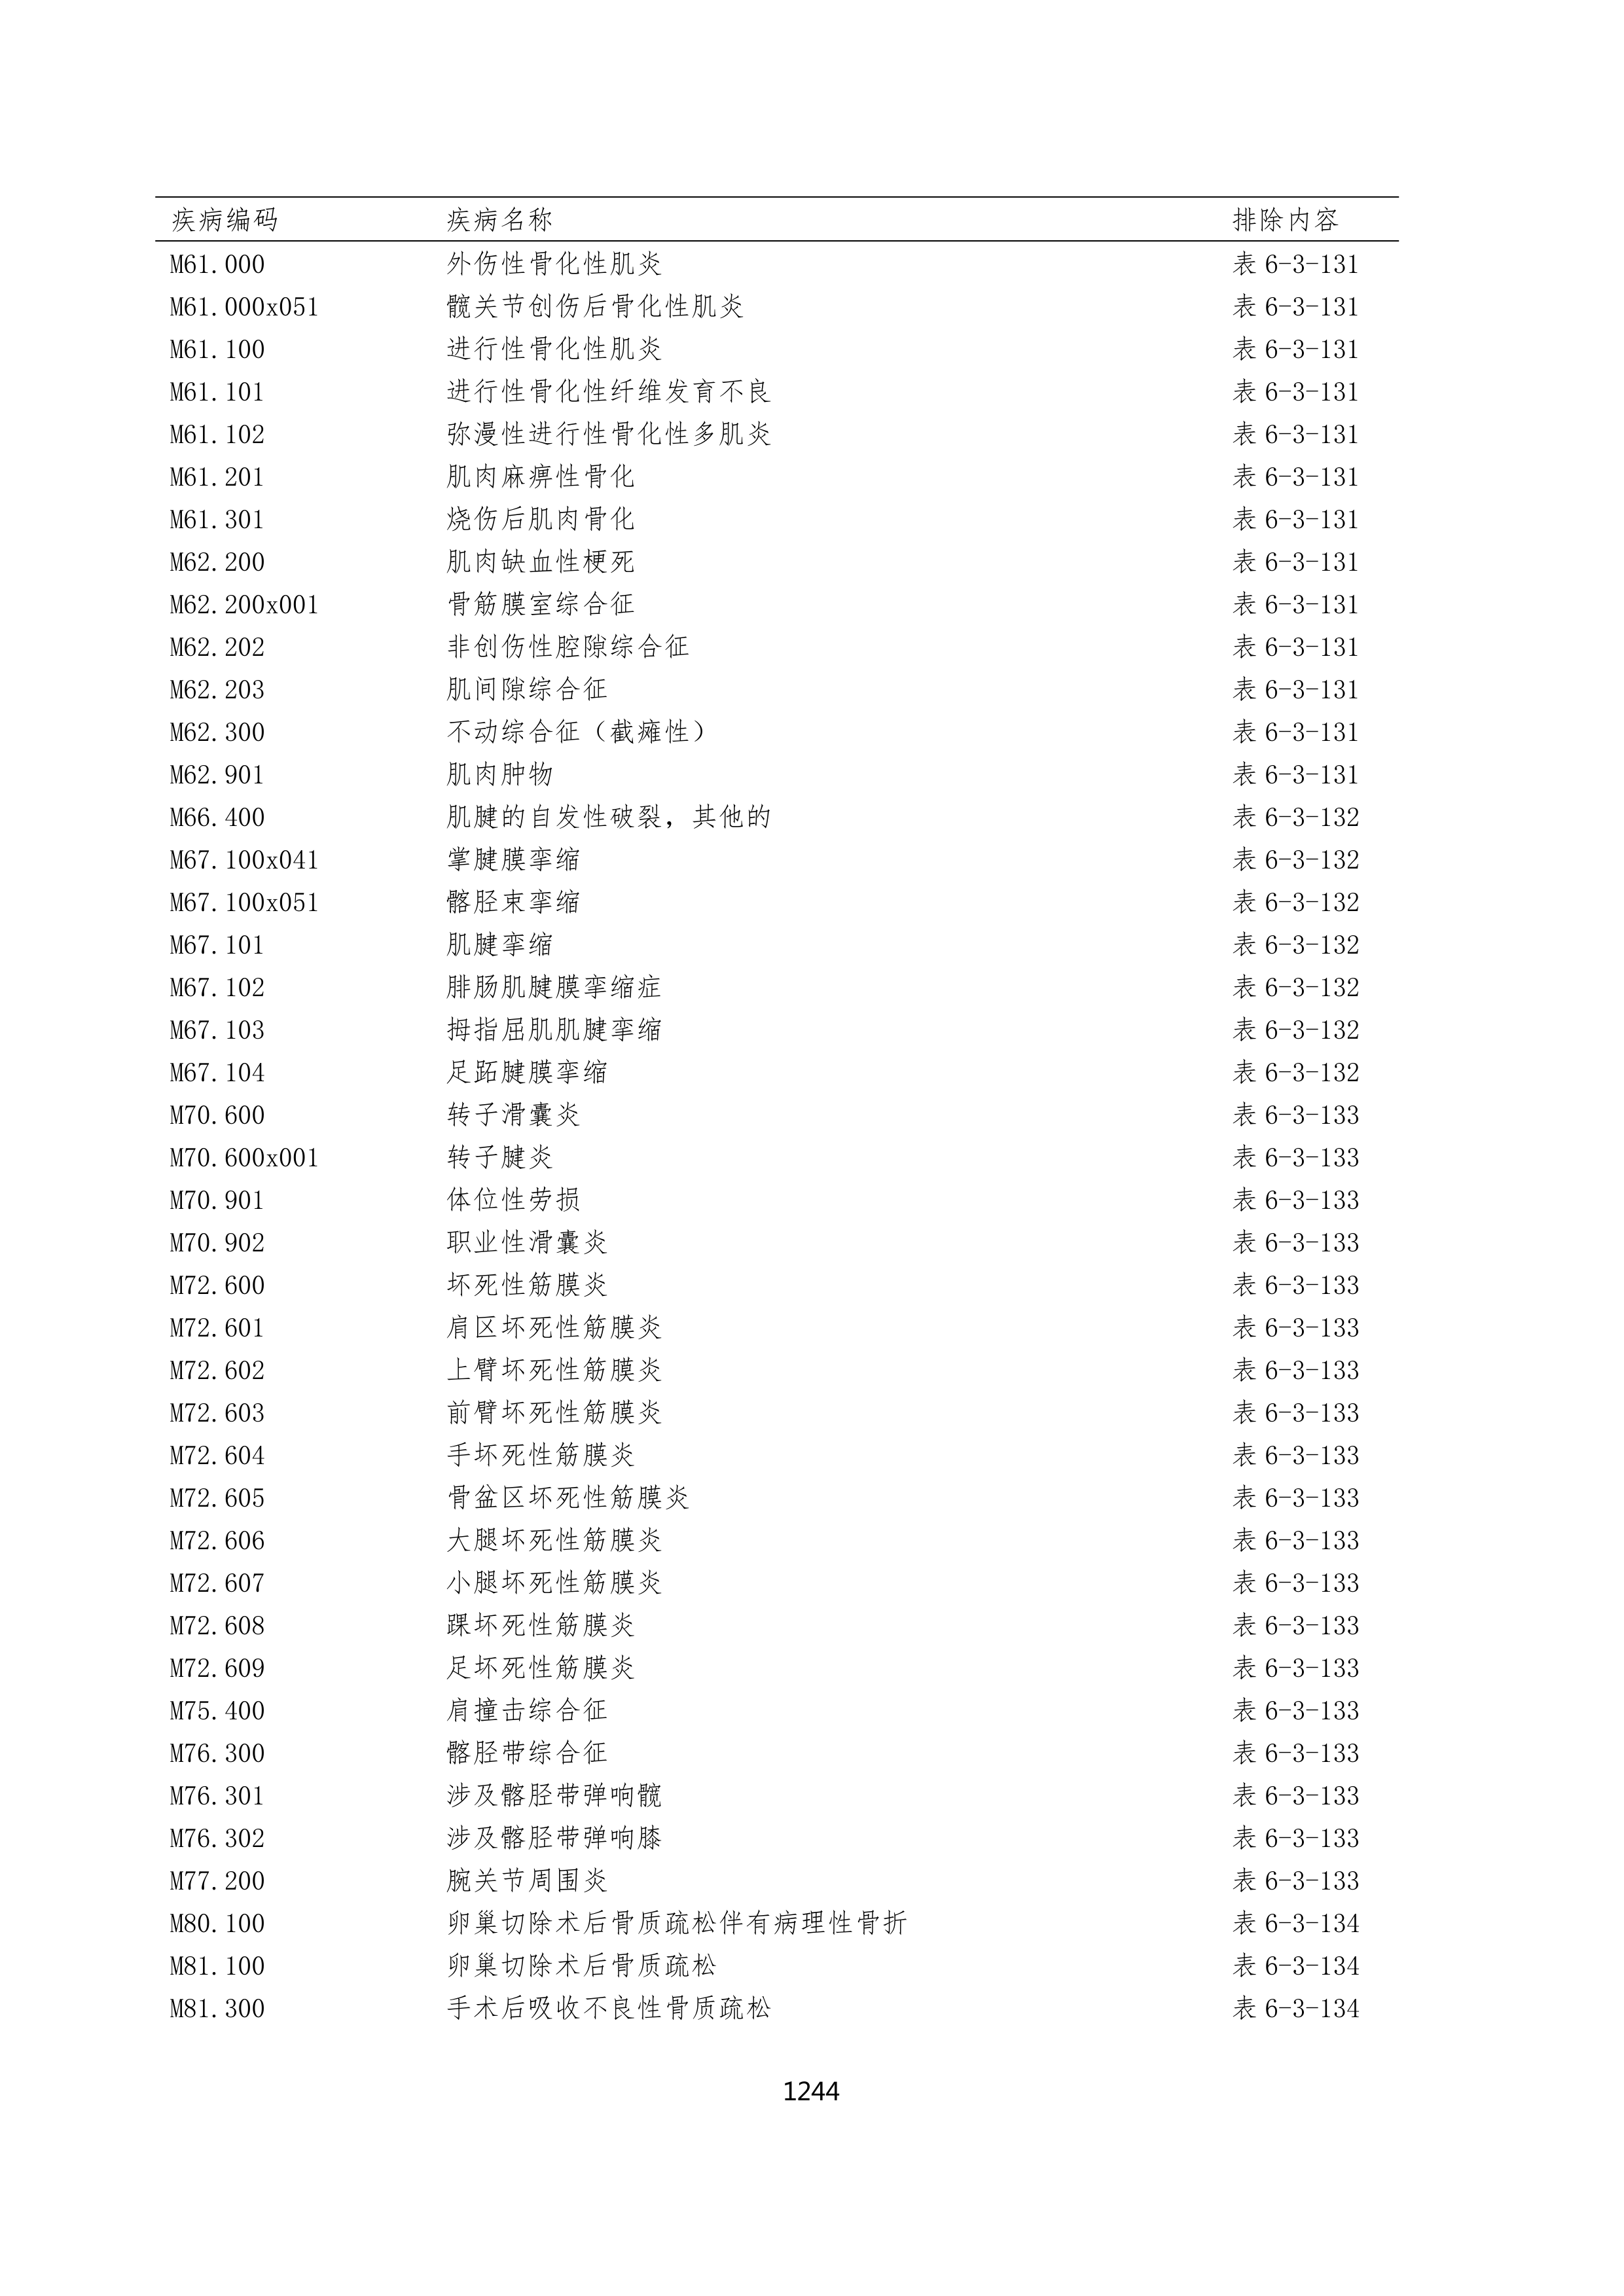 疾病编码 疾病名称 排除内容
M61.000 外伤性骨化性肌炎 表 6-3-131
M61.000x051 髋关节创伤后骨化性肌炎 表 6-3-131
M61.100 进行性骨化性肌炎 表 6-3-131
M61.101 进行性骨化性纤维发育不良 表 6-3-131
M61.102 弥漫性进行性骨化性多肌炎 表 6-3-131
M61.201 肌肉麻痹性骨化 表 6-3-131
M61.301 烧伤后肌肉骨化 表 6-3-131
M62.200 肌肉缺血性梗死 表 6-3-131
M62.200x001 骨筋膜室综合征 表 6-3-131
M62.202 非创伤性腔隙综合征 表 6-3-131
M62.203 肌间隙综合征 表 6-3-131
M62.300 不动综合征（截瘫性） 表 6-3-131
M62.901 肌肉肿物 表 6-3-131
M66.400 肌腱的自发性破裂，其他的 表 6-3-132
M67.100x041 掌腱膜挛缩 表 6-3-132
M67.100x051 髂胫束挛缩 表 6-3-132
M67.101 肌腱挛缩 表 6-3-132
M67.102 腓肠肌腱膜挛缩症 表 6-3-132
M67.103 拇指屈肌肌腱挛缩 表 6-3-132
M67.104 足跖腱膜挛缩 表 6-3-132
M70.600 转子滑囊炎 表 6-3-133
M70.600x001 转子腱炎 表 6-3-133
M70.901 体位性劳损 表 6-3-133
M70.902 职业性滑囊炎 表 6-3-133
M72.600 坏死性筋膜炎 表 6-3-133
M72.601 肩区坏死性筋膜炎 表 6-3-133
M72.602 上臂坏死性筋膜炎 表 6-3-133
M72.603 前臂坏死性筋膜炎 表 6-3-133
M72.604 手坏死性筋膜炎 表 6-3-133
M72.605 骨盆区坏死性筋膜炎 表 6-3-133
M72.606 大腿坏死性筋膜炎 表 6-3-133
M72.607 小腿坏死性筋膜炎 表 6-3-133
M72.608 踝坏死性筋膜炎 表 6-3-133
M72.609 足坏死性筋膜炎 表 6-3-133
M75.400 肩撞击综合征 表 6-3-133
M76.300 髂胫带综合征 表 6-3-133
M76.301 涉及髂胫带弹响髋 表 6-3-133
M76.302 涉及髂胫带弹响膝 表 6-3-133
M77.200 腕关节周围炎 表 6-3-133
M80.100 卵巢切除术后骨质疏松伴有病理性骨折 表 6-3-134
M81.100 卵巢切除术后骨质疏松 表 6-3-134
M81.300 手术后吸收不良性骨质疏松 表 6-3-134
1244